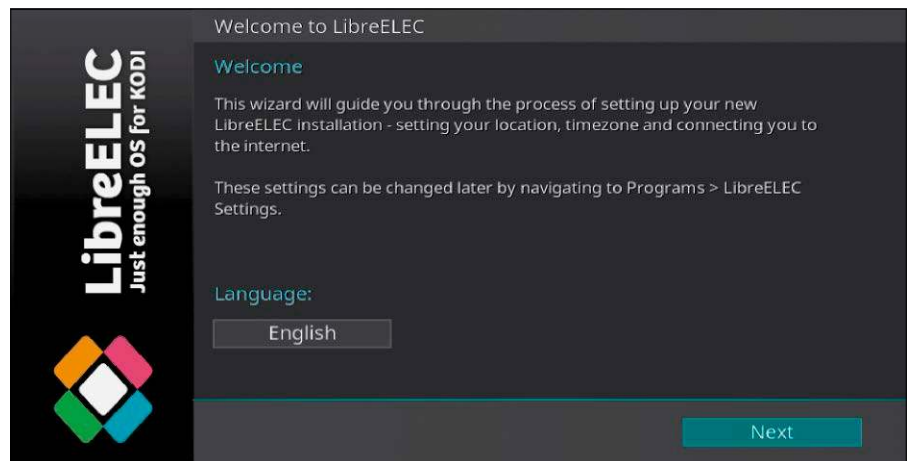 Welcome to LibreELEC
LibreELEC
Just enough OS for KODI
Welcome
This wizard will guide you through the process of setting up your new
LibreELEC installation - setting your location, timezone and connecting you to
the internet.
These settings can be changed later by navigating to Programs > LibreELEC
Settings.
Language:
English
Next